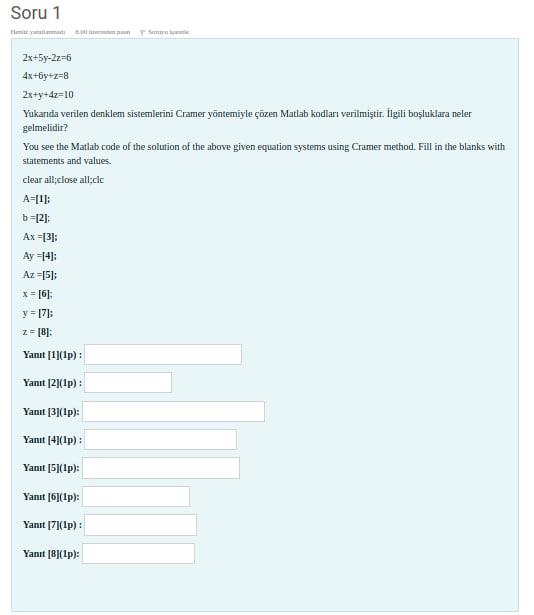 Soru 1
Henüz yanıtlanmadı 8.00 üzerinden puan Soruyu işaretle
2x+5y-2z=6
4x+6y+z=8
2x+y+4z=10
Yukarıda verilen denklem sistemlerini Cramer yöntemiyle çözen Matlab kodları verilmiştir. İlgili boşluklara neler
gelmelidir?
You see the Matlab code of the solution of the above given equation systems using Cramer method. Fill in the blanks with
statements and values.
clear all;close all;clc
A=[1];
b =[2];
Ax =[3];
Ay =[4];
Az =[5];
x = [6];
y = [7];
z = [8];
Yanıt [1](1p) :
Yanıt [2](1p) :
Yanıt [3](1p):
Yanıt [4](1p) :
Yanıt [5](1p):
Yanıt [6](1p):
Yanıt [7](1p) :
Yanıt [8](1p):